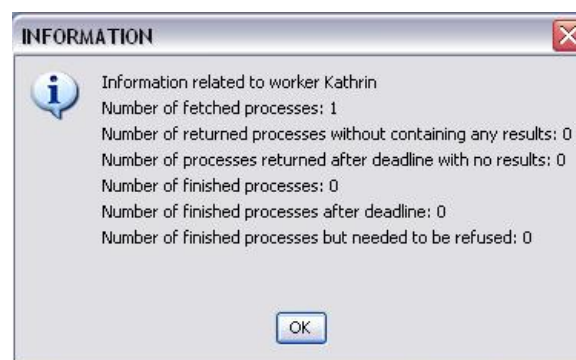 INFORMATION
Information related to worker Kathrin
Number of fetched processes: 1
Number of returned processes without containing any results: 0
Number of processes returned after deadline with no results: 0
Number of finished processes: 0
Number of finished processes after deadline: 0
Number of finished processes but needed to be refused: 0
OK